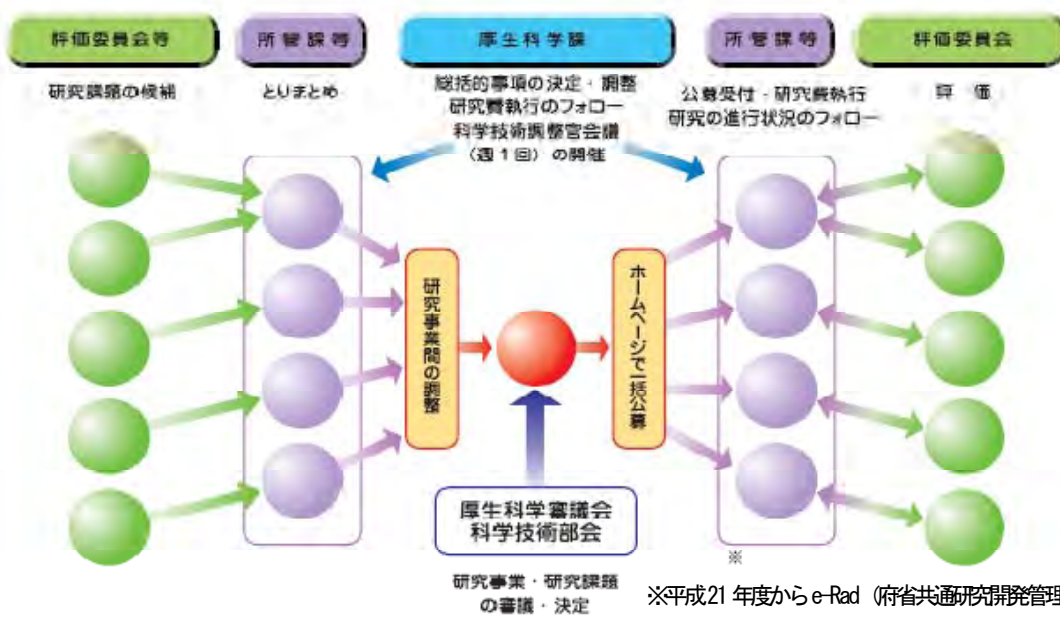 評価委員会等
所管課等
厚生科学課
所管課等
評価委員会
研究課題の候補
とりまとめ
総括的事項の決定・調整
研究費執行のフォロー
科学技術調整官会議
（週1回）の開催
公募受付・研究費執行
研究の進行状況のフォロー
評 価
研究事業間の調整
ホームページで一括公募
厚生科学審議会
科学技術部会
研究事業・研究課題
の審議・決定
※
※平成21 年度からe-Rad（府省共通研究開発管理